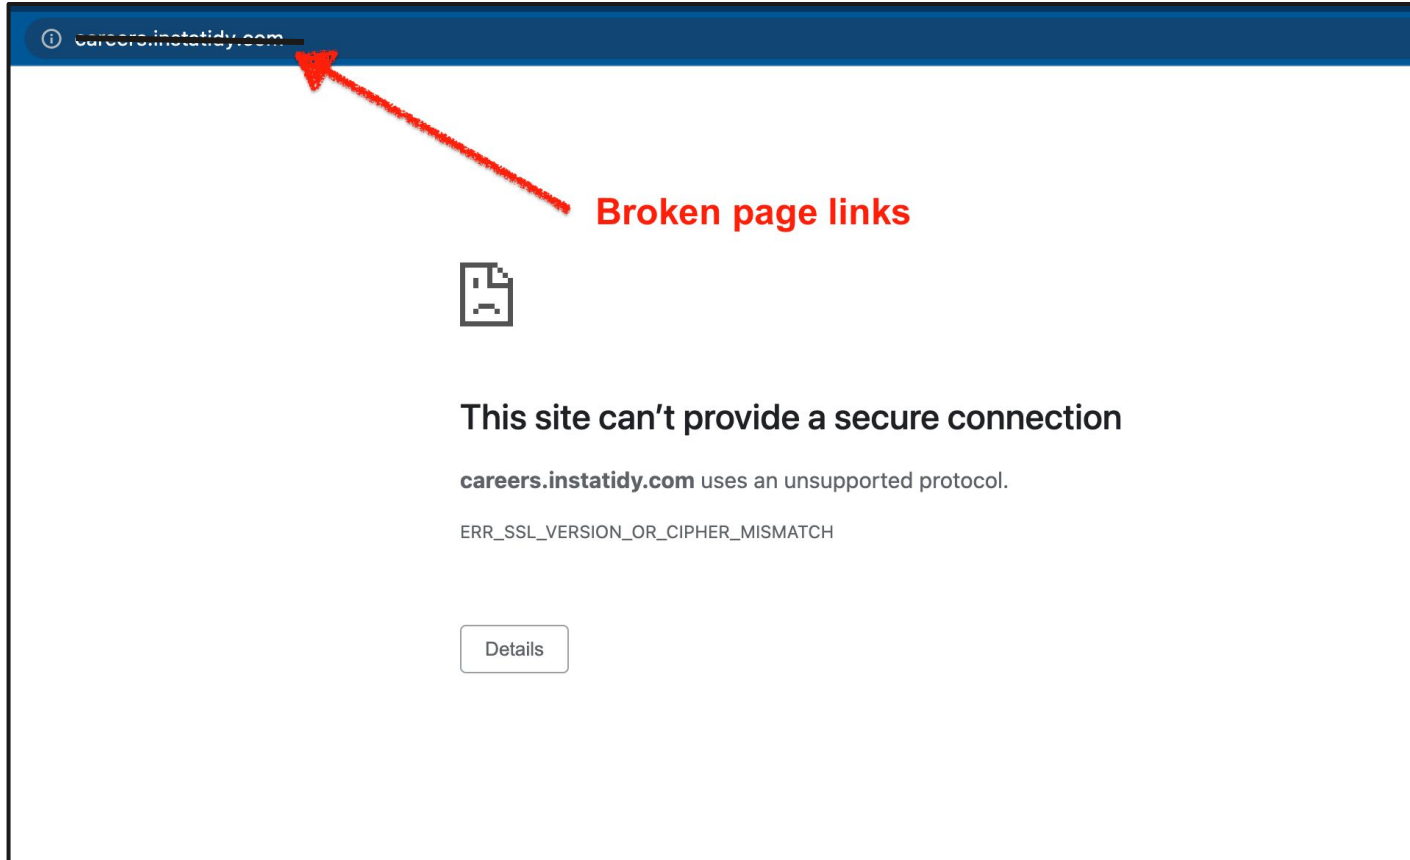 careers.instatidy.com
Broken page links
This site can't provide a secure connection
careers.instatidy.com uses an unsupported protocol.
ERR_SSL_VERSION_OR_CIPHER_MISMATCH
Details